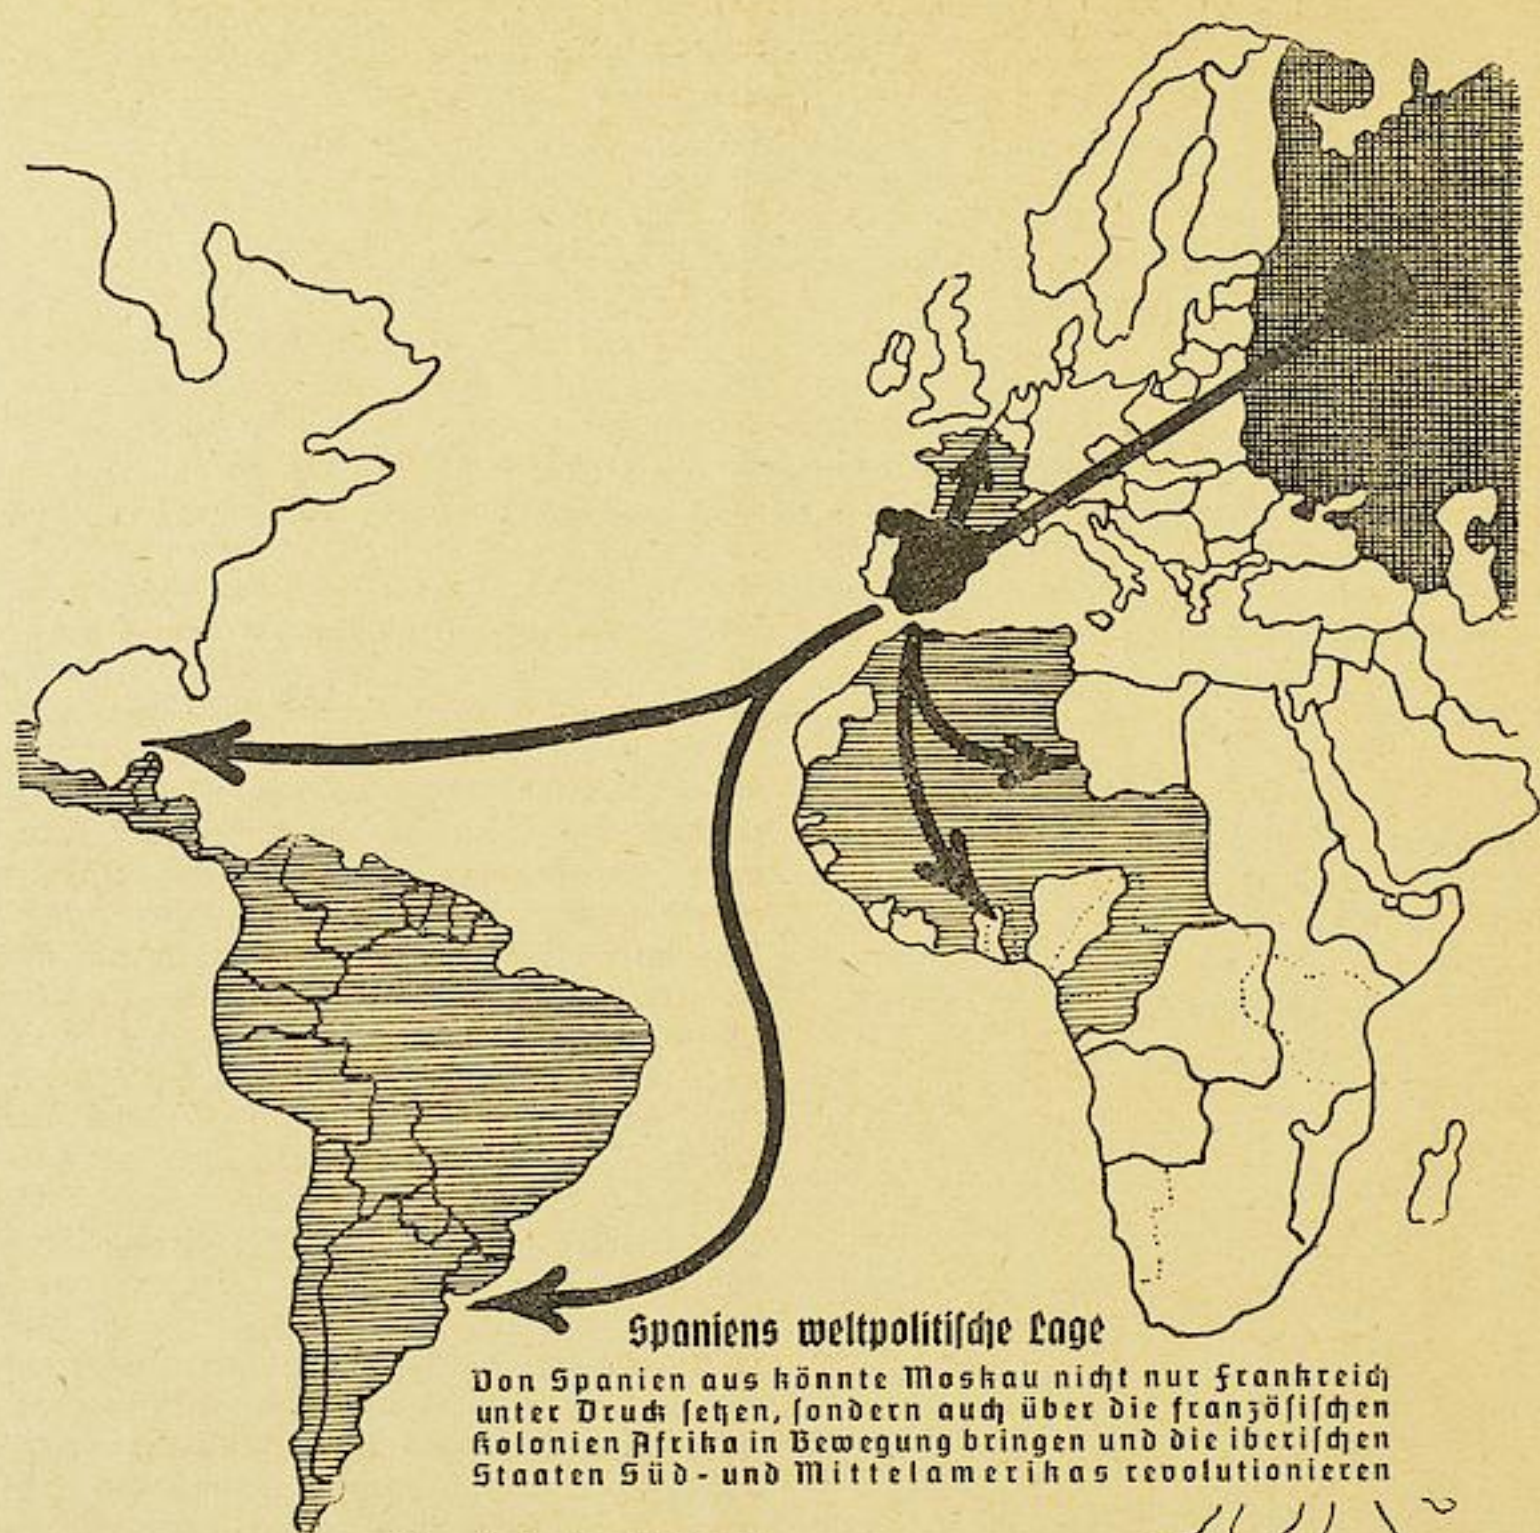 Spaniens weltpolitische Lage
Von Spanien aus könnte Moskau nicht nur Frankreich
unter Druck setzen, sondern auch über die französischen
Kolonien Afrika in Bewegung bringen und die iberischen
Staaten Süd- und Mittelamerikas revolutionieren